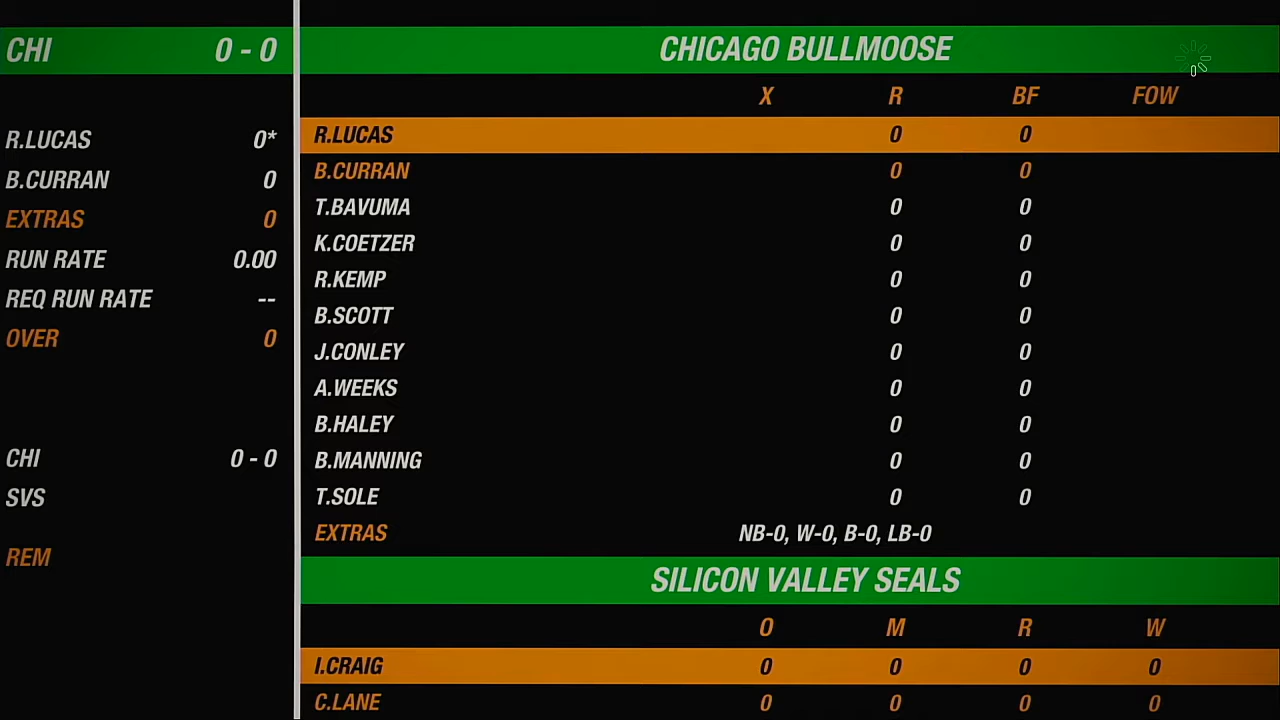 CHI 0 - 0
R.LUCAS 0*
B.CURRAN 0
EXTRAS 0
RUN RATE 0.00
REQ RUN RATE --
OVER 0
CHI 0 - 0
SVS
REM
CHICAGO BULLMOOSE
X R BF FOW
R.LUCAS 0 0
B.CURRAN 0 0
T.BAVUMA 0 0
K.COETZER 0 0
R.KEMP 0 0
B.SCOTT 0 0
J.CONLEY 0 0
A.WEEKS 0 0
B.HALEY 0 0
B.MANNING 0 0
T.SOLE 0 0
EXTRAS NB-0, W-0, B-0, LB-0
SILICON VALLEY SEALS
O M R W
I.CRAIG 0 0 0 0
C.LANE 0 0 0 0